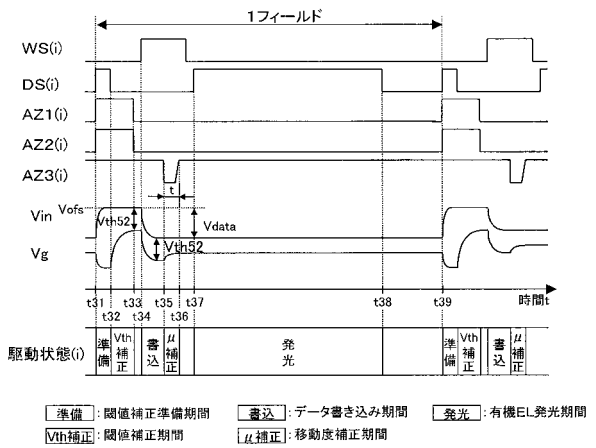 1フィールド
WS(i)
DS(i)
AZ1(i)
AZ2(i)
AZ3(i)
t
Vin
Vofs
Vth52
Vdata
Vg
Vth52
t31
t32
t33
t34
t35
t36
t37
t38
t39
時間t
駆動状態(i)
準備
Vth補正
書込
μ補正
発光
準備
Vth補正
書込
μ補正
準備 : 閾値補正準備期間
書込 : データ書き込み期間
発光 : 有機EL発光期間
Vth補正 : 閾値補正期間
μ補正 : 移動度補正期間